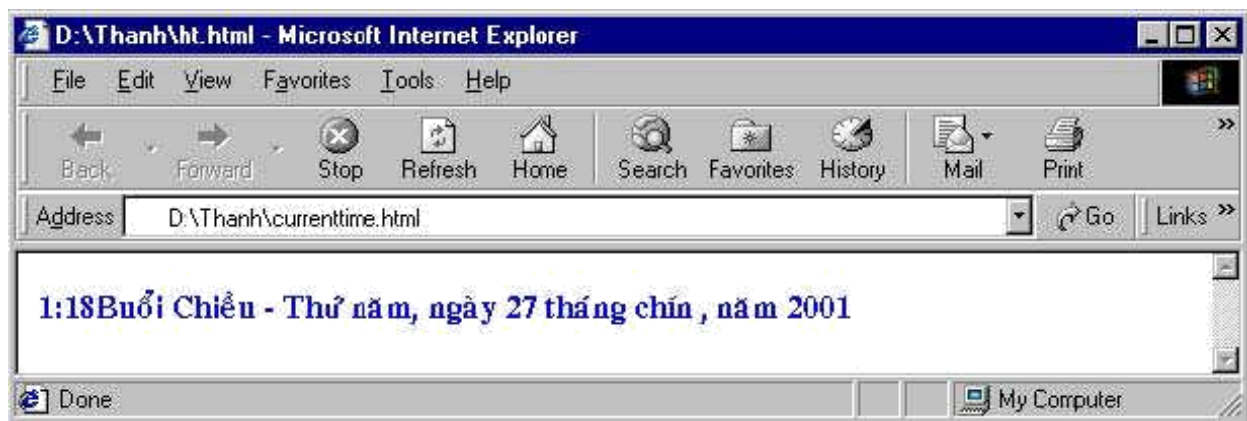 D:\Thanh\ht.html - Microsoft Internet Explorer
File Edit View Favorites Tools Help
Back Forward Stop Refresh Home Search Favorites History Mail Print »
Address D:\Thanh\currenttime.html Go Links »
1:18Buổi Chiều - Thứ năm, ngày 27 tháng chín , năm 2001
Done My Computer